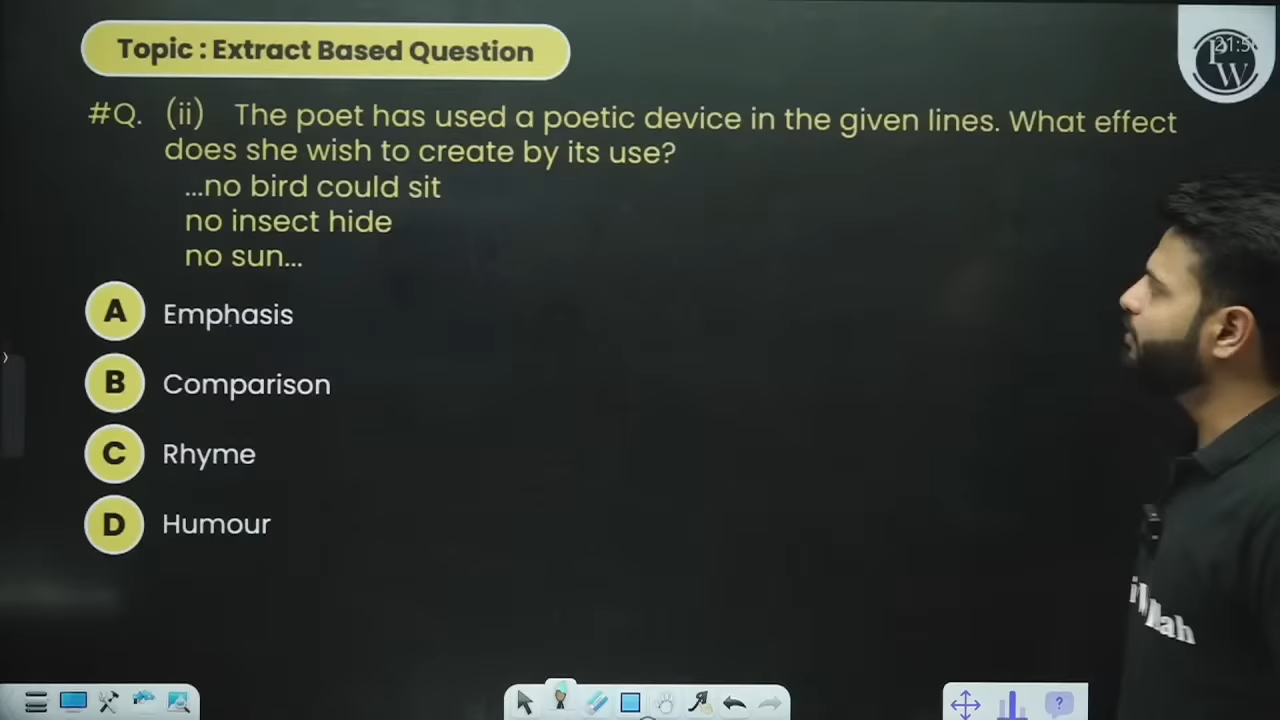 Topic : Extract Based Question
#Q. (ii) The poet has used a poetic device in the given lines. What effect
does she wish to create by its use?
...no bird could sit
no insect hide
no sun...
A Emphasis
B Comparison
C Rhyme
D Humour
P
W